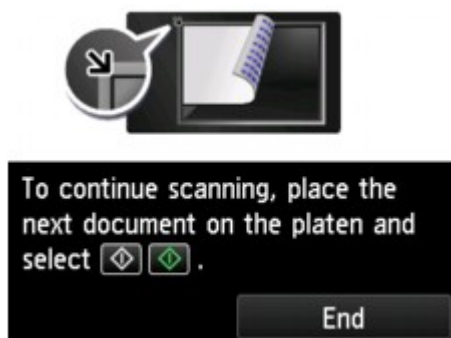 To continue scanning, place the
next document on the platen and
select .
End